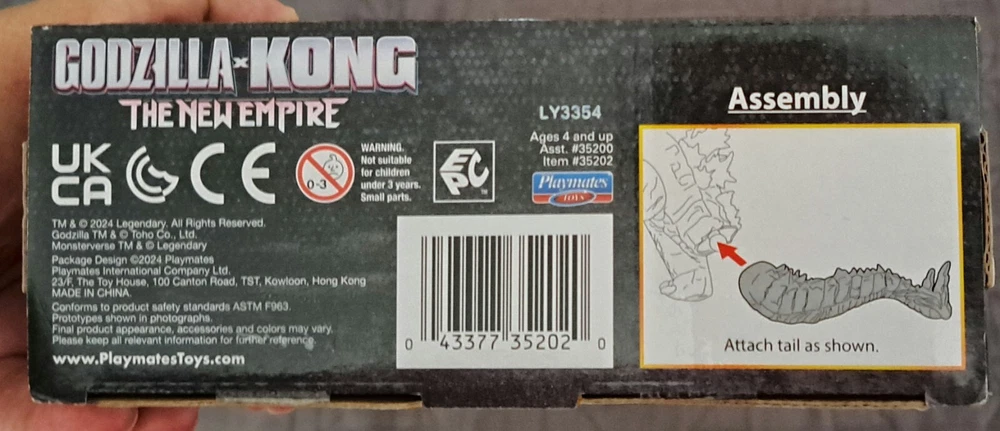 GODZILLA x KONG
THE NEW EMPIRE
UK
CA
CE
0-3
WARNING.
Not suitable
for children
under 3 years.
Small parts.
EPC
TM
LY3354
Ages 4 and up
Asst. #35200
Item #35202
Playmates
TOYS
TM & © 2024 Legendary. All Rights Reserved.
Godzilla TM & © Toho Co., Ltd.
Monsterverse TM & © Legendary
Package Design ©2024 Playmates
Playmates International Company Ltd.
23/F, The Toy House, 100 Canton Road, TST, Kowloon, Hong Kong
MADE IN CHINA.
Conforms to product safety standards ASTM F963.
Prototypes shown in photographs.
Final product appearance, accessories and colors may vary.
Please keep all relevant information for further reference.
www.PlaymatesToys.com
0 43377 35202 0
Assembly
Attach tail as shown.